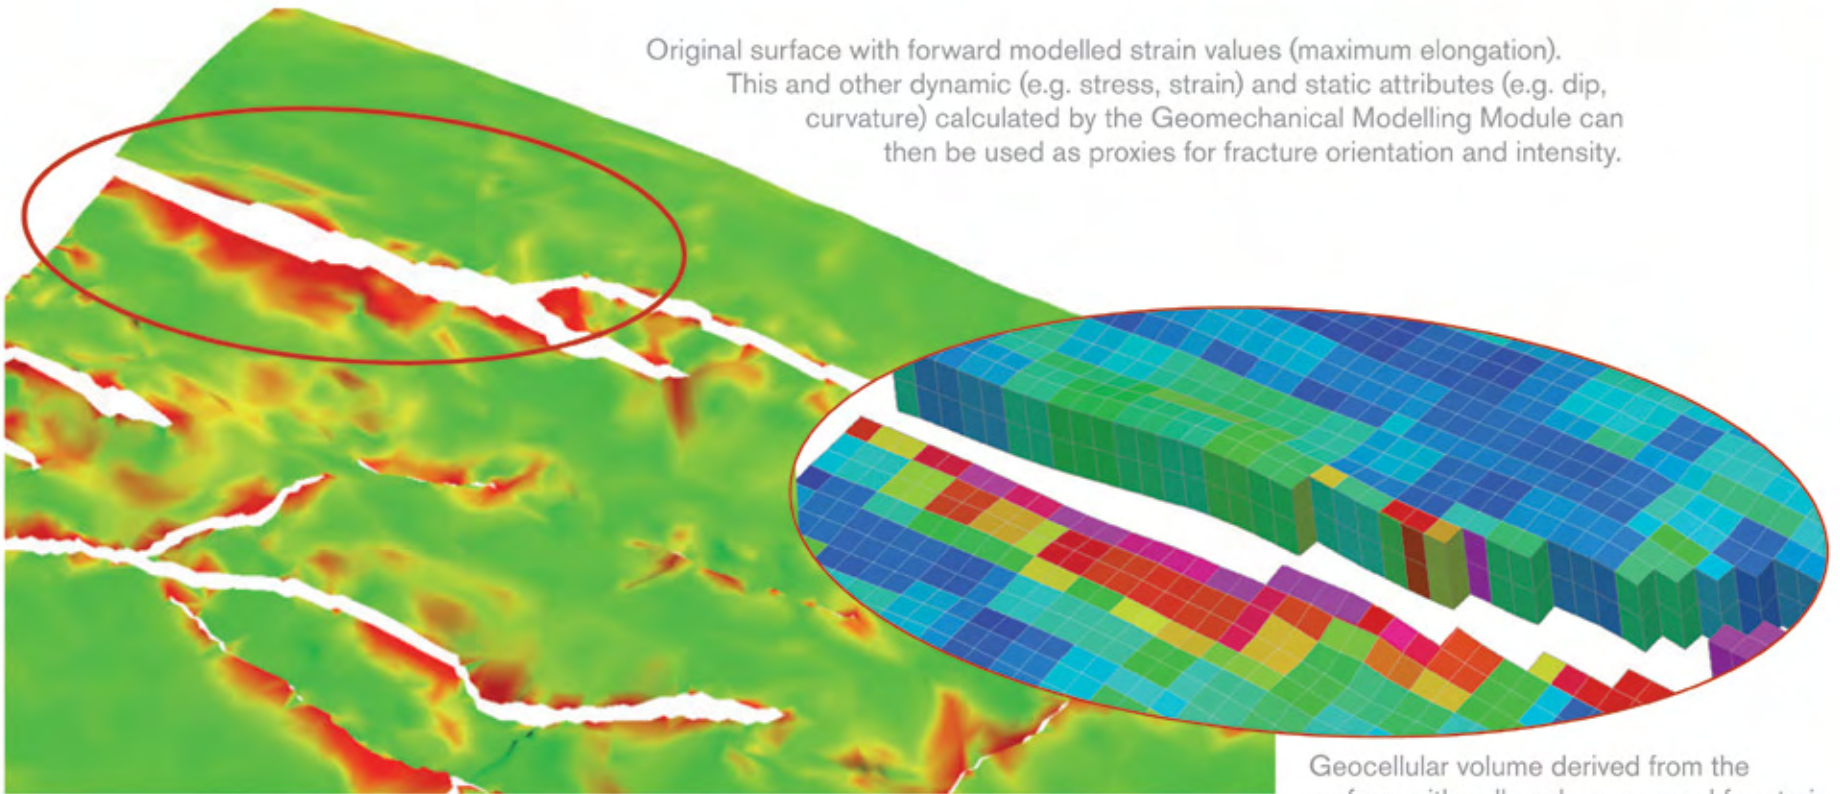 Original surface with forward modelled strain values (maximum elongation).
This and other dynamic (e.g. stress, strain) and static attributes (e.g. dip,
curvature) calculated by the Geomechanical Modelling Module can
then be used as proxies for fracture orientation and intensity.
Geocellular volume derived from the